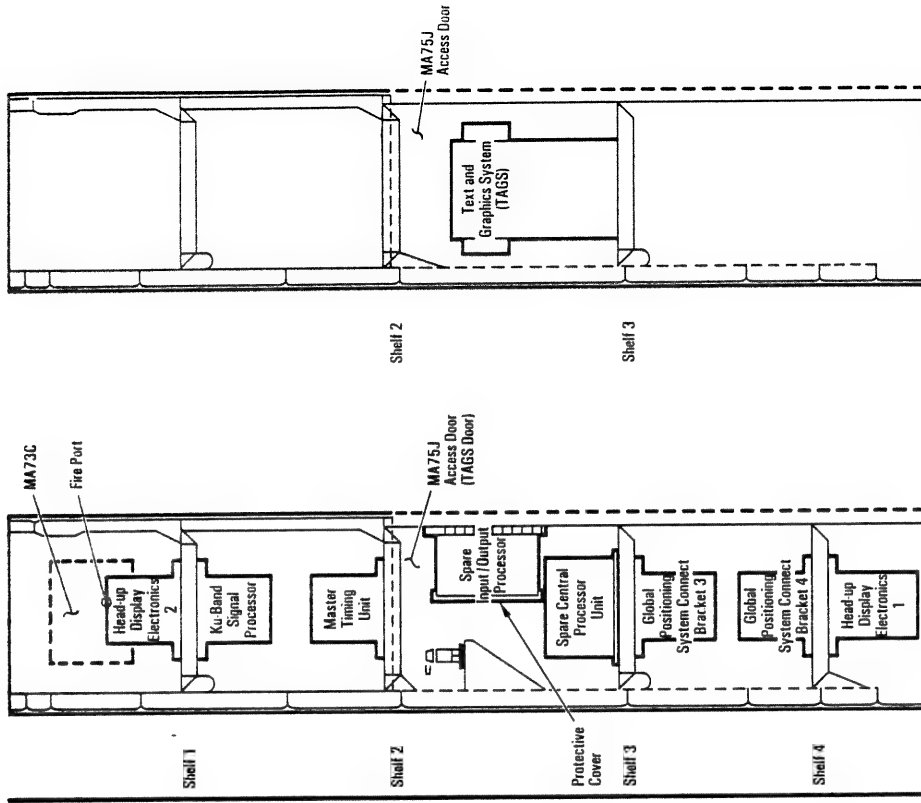 MA73C
Fire Port
Head-up
Display
Electronics
2
Shelf 1
Ku-Band
Signal
Processor
Master
Timing
Unit
Shelf 2
MA75J
Access Door
(TAGS Door)
Spare
Input/Output
Processor
Protective
Cover
Spare Central
Processor
Unit
Shelf 3
Global
Positioning
System Connect
Bracket 3
Global
Positioning
System Connect
Bracket 4
Shelf 4
Head-up
Display
Electronics
1
Shelf 2
MA75J
Access Door
Text and
Graphics System
(TAGS)
Shelf 3